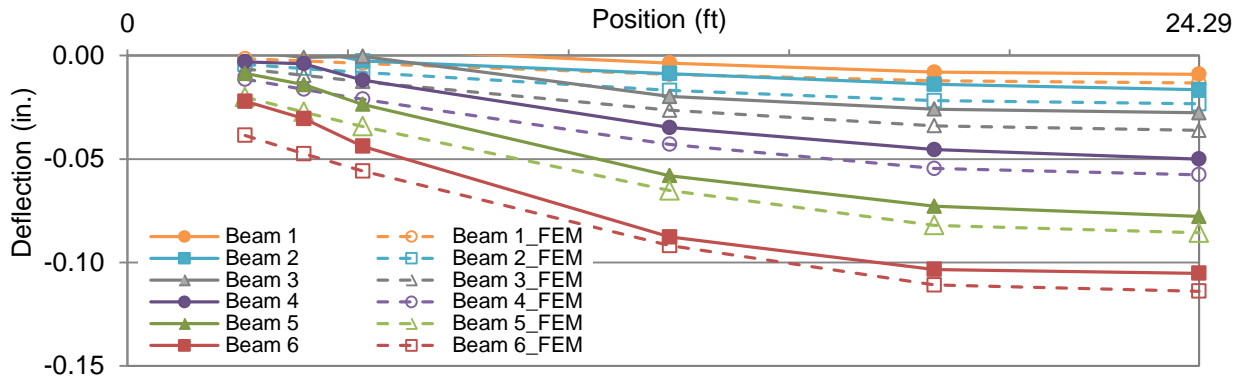 Position (ft)
0 24.29
0.00
-0.05
-0.10
-0.15
Deflection (in.)
Beam 1 Beam 1_FEM
Beam 2 Beam 2_FEM
Beam 3 Beam 3_FEM
Beam 4 Beam 4_FEM
Beam 5 Beam 5_FEM
Beam 6 Beam 6_FEM